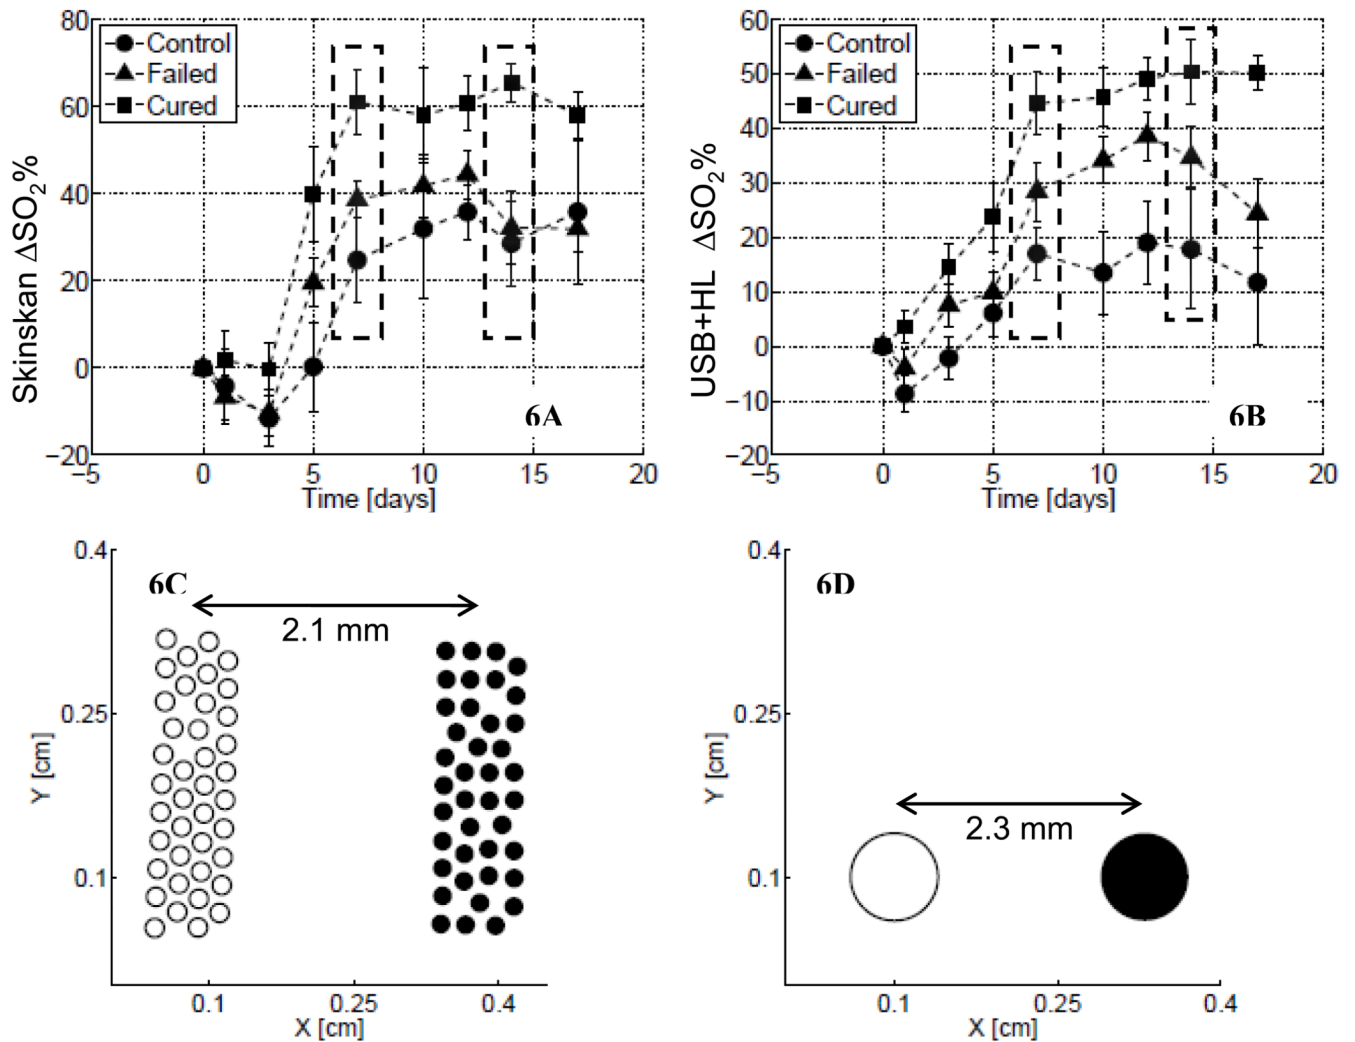 80
60
40
20
0
−20
−5
0
5
10
15
20
Control
Failed
Cured
Skinskan ΔSO2%
Time [days]
6A
60
50
40
30
20
10
0
−10
−20
−5
0
5
10
15
20
Control
Failed
Cured
USB+HL ΔSO2%
Time [days]
6B
0.4
0.25
0.1
Y [cm]
6C
2.1 mm
0.1
0.25
0.4
X [cm]
0.4
0.25
0.1
Y [cm]
6D
2.3 mm
0.1
0.25
0.4
X [cm]